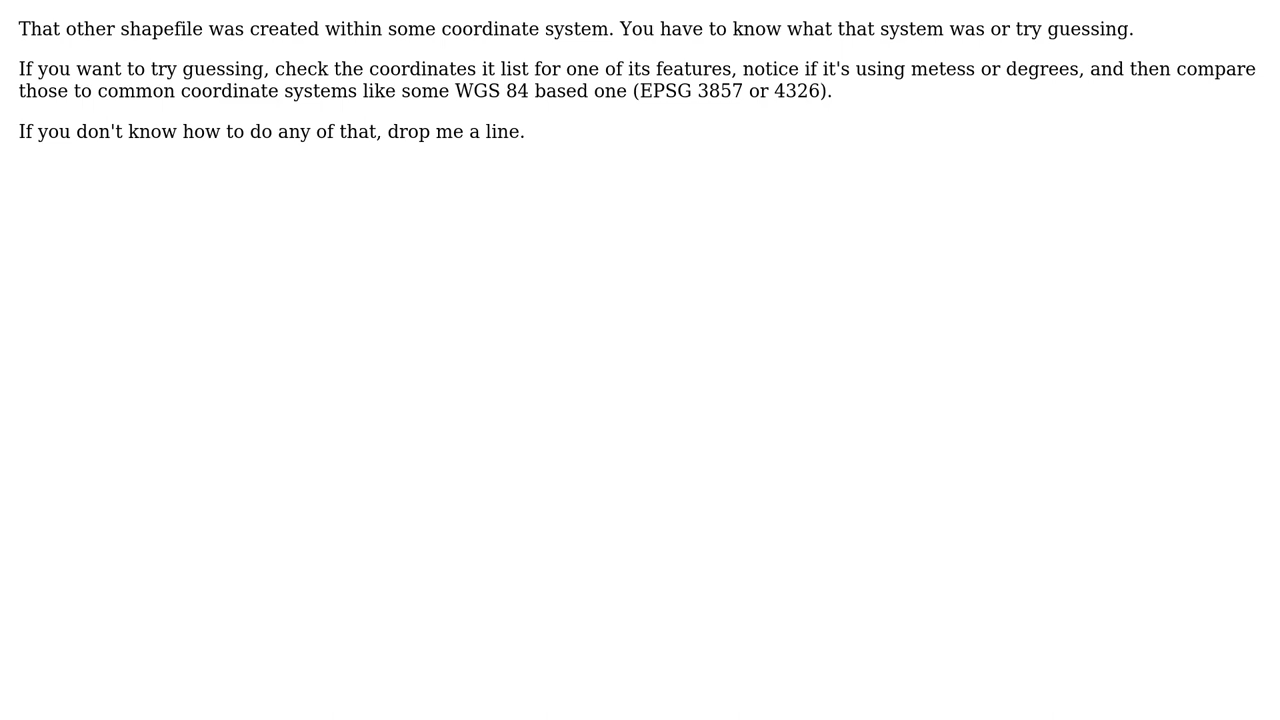 That other shapefile was created within some coordinate system. You have to know what that system was or try guessing.
If you want to try guessing, check the coordinates it list for one of its features, notice if it's using metess or degrees, and then compare
those to common coordinate systems like some WGS 84 based one (EPSG 3857 or 4326).
If you don't know how to do any of that, drop me a line.